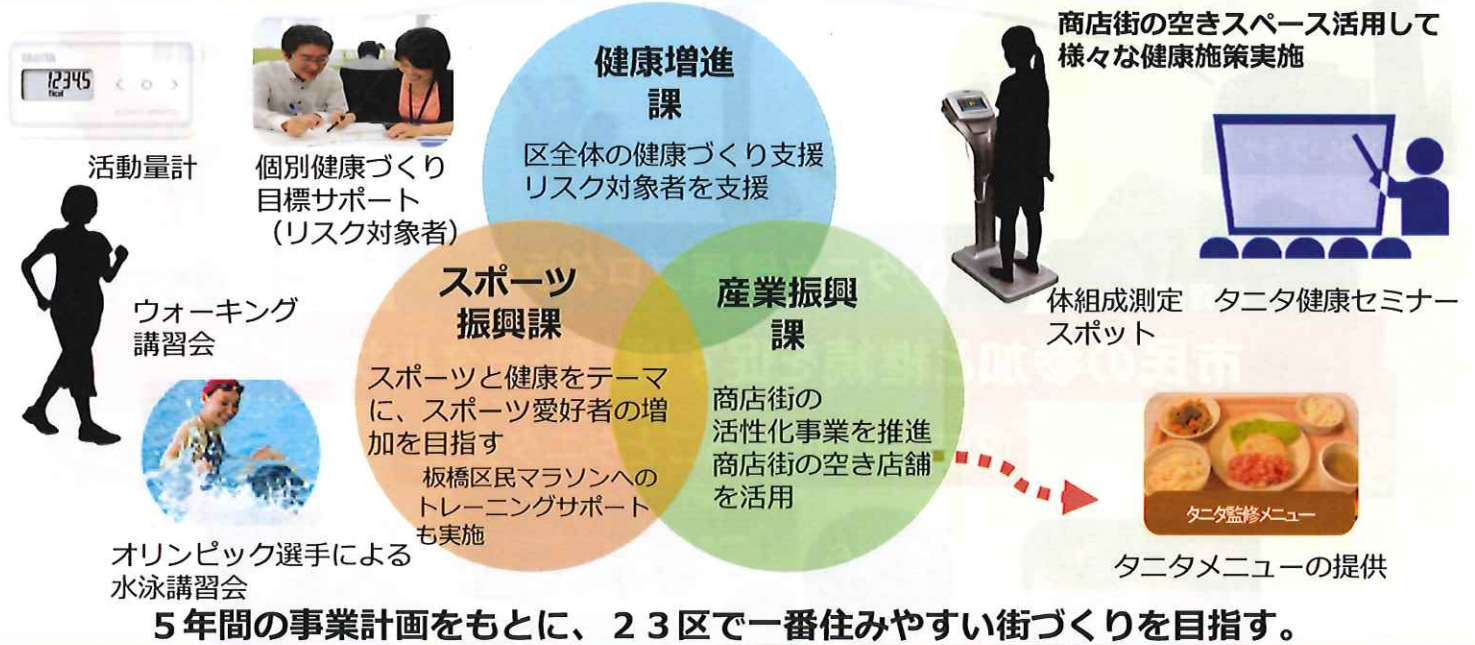 12345
kcal
活動量計
個別健康づくり
目標サポート
（リスク対象者）
ウォーキング
講習会
オリンピック選手による
水泳講習会
健康増進
課
区全体の健康づくり支援
リスク対象者を支援
スポーツ
振興課
スポーツと健康をテーマ
に、スポーツ愛好者の増
加を目指す
板橋区民マラソンへの
トレーニングサポート
も実施
産業振興
課
商店街の
活性化事業を推進
商店街の空き店舗
を活用
商店街の空きスペース活用して
様々な健康施策実施
体組成測定
スポット
タニタ健康セミナー
タニタ監修メニュー
タニタメニューの提供
５年間の事業計画をもとに、２３区で一番住みやすい街づくりを目指す。